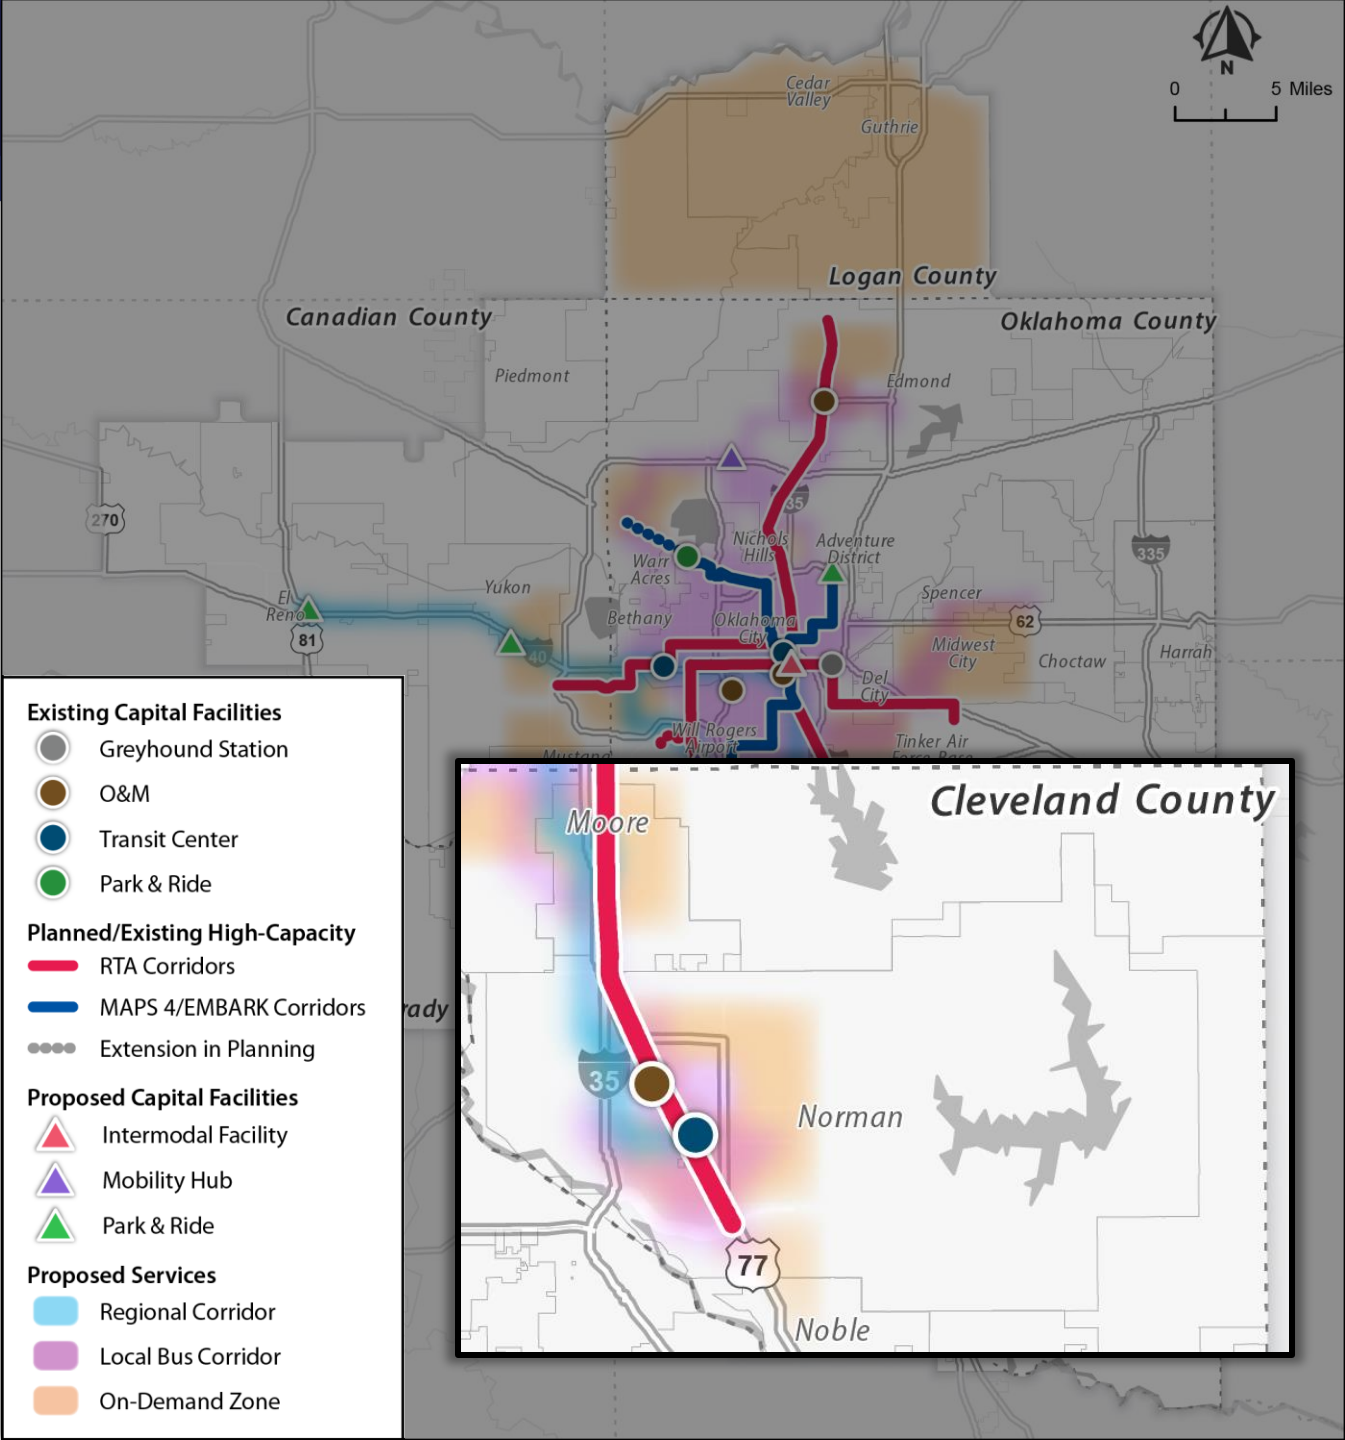 N
0 5 Miles
Cedar
Valley
Guthrie
Logan County
Canadian County
Oklahoma County
Piedmont
Edmond
35
270
Nichols
Hills
Adventure
District
335
Warr
Acres
Yukon
El
Reno
Spencer
Bethany
Oklahoma
City
62
81
40
Midwest
City
Harrah
Choctaw
Del
City
Will Rogers
Airport
Tinker Air
Force Base
Mustang
Existing Capital Facilities
Greyhound Station
O&M
Transit Center
Park & Ride
Planned/Existing High-Capacity
RTA Corridors
MAPS 4/EMBARK Corridors
Extension in Planning
Proposed Capital Facilities
Intermodal Facility
Mobility Hub
Park & Ride
Proposed Services
Regional Corridor
Local Bus Corridor
On-Demand Zone
rady
Cleveland County
Moore
35
Norman
77
Noble